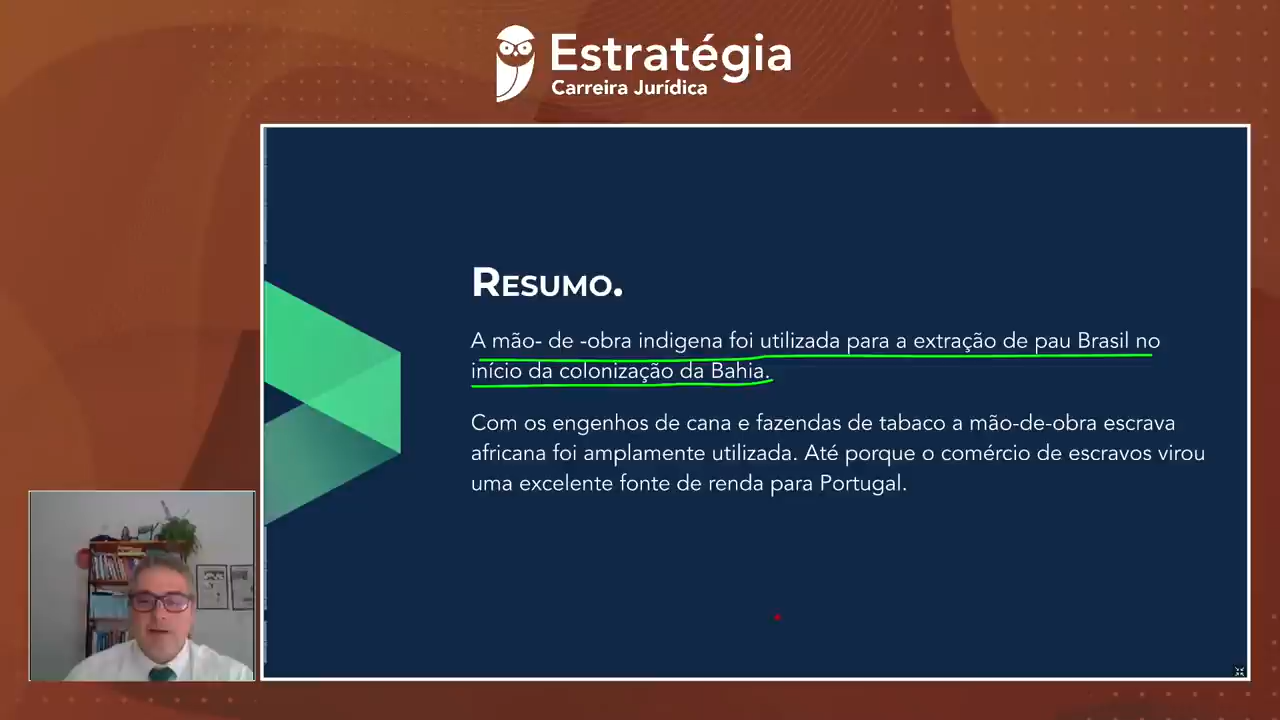 Estratégia
Carreira Jurídica
RESUMO.
A mão- de -obra indigena foi utilizada para a extração de pau Brasil no
início da colonização da Bahia.
Com os engenhos de cana e fazendas de tabaco a mão-de-obra escrava
africana foi amplamente utilizada. Até porque o comércio de escravos virou
uma excelente fonte de renda para Portugal.